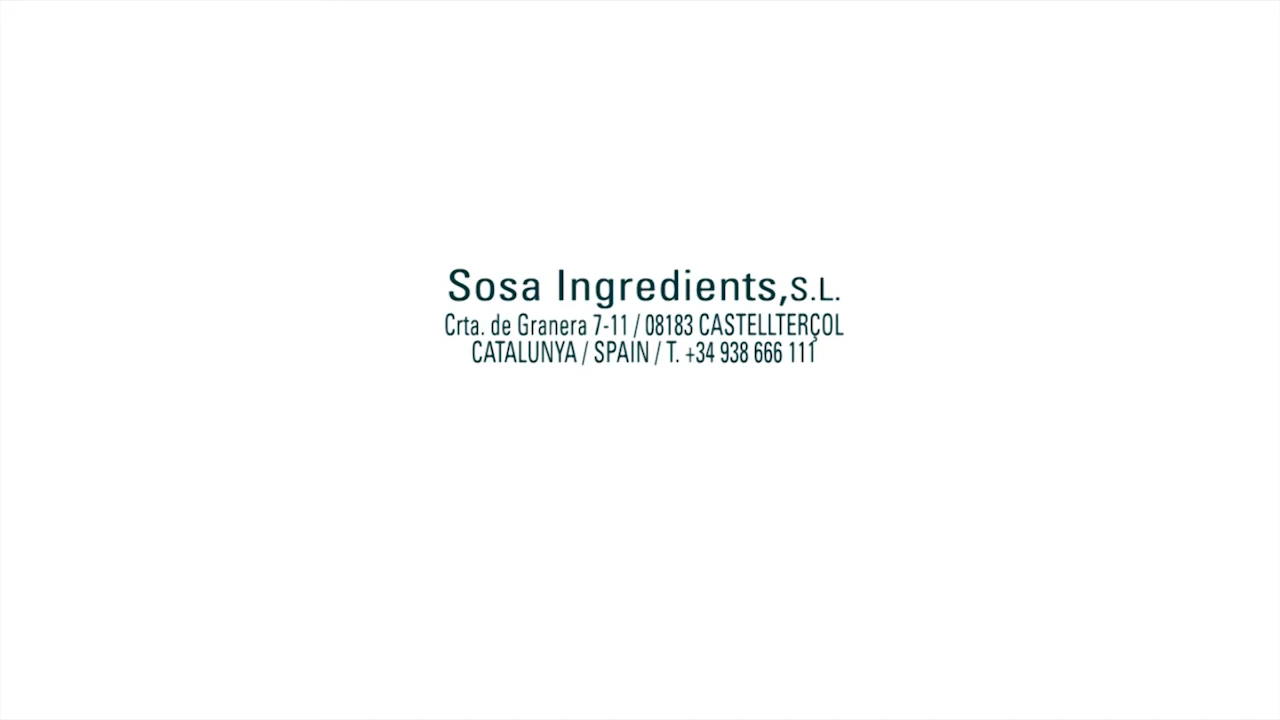 Sosa Ingredients,S.L.
Crta. de Granera 7-11 / 08183 CASTELLTERÇOL
CATALUNYA / SPAIN / T. +34 938 666 111